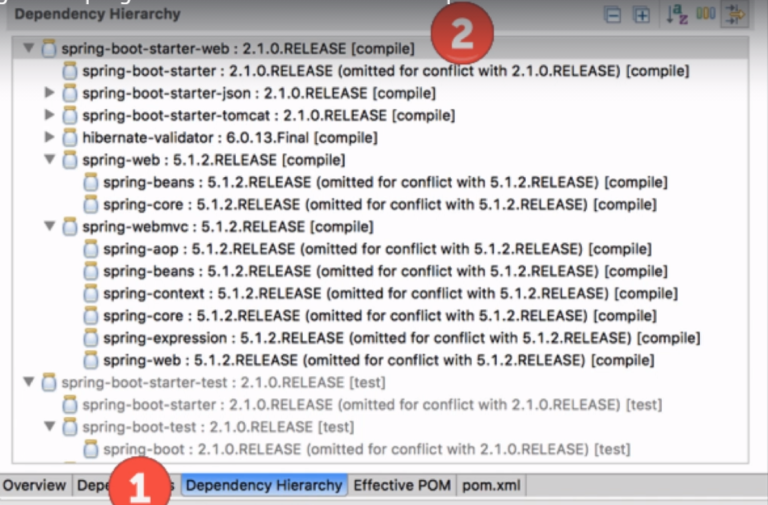 Dependency Hierarchy
2
spring-boot-starter-web : 2.1.0.RELEASE [compile]
spring-boot-starter : 2.1.0.RELEASE (omitted for conflict with 2.1.0.RELEASE) [compile]
spring-boot-starter-json : 2.1.0.RELEASE [compile]
spring-boot-starter-tomcat : 2.1.0.RELEASE [compile]
hibernate-validator : 6.0.13.Final [compile]
spring-web : 5.1.2.RELEASE [compile]
spring-beans : 5.1.2.RELEASE (omitted for conflict with 5.1.2.RELEASE) [compile]
spring-core : 5.1.2.RELEASE (omitted for conflict with 5.1.2.RELEASE) [compile]
spring-webmvc : 5.1.2.RELEASE [compile]
spring-aop : 5.1.2.RELEASE (omitted for conflict with 5.1.2.RELEASE) [compile]
spring-beans : 5.1.2.RELEASE (omitted for conflict with 5.1.2.RELEASE) [compile]
spring-context : 5.1.2.RELEASE (omitted for conflict with 5.1.2.RELEASE) [compile]
spring-core : 5.1.2.RELEASE (omitted for conflict with 5.1.2.RELEASE) [compile]
spring-expression : 5.1.2.RELEASE (omitted for conflict with 5.1.2.RELEASE) [compile]
spring-web : 5.1.2.RELEASE (omitted for conflict with 5.1.2.RELEASE) [compile]
spring-boot-starter-test : 2.1.0.RELEASE [test]
spring-boot-starter : 2.1.0.RELEASE (omitted for conflict with 2.1.0.RELEASE) [test]
spring-boot-test : 2.1.0.RELEASE [test]
spring-boot : 2.1.0.RELEASE (omitted for conflict with 2.1.0.RELEASE) [test]
Overview 1 Dependency Hierarchy Effective POM pom.xml